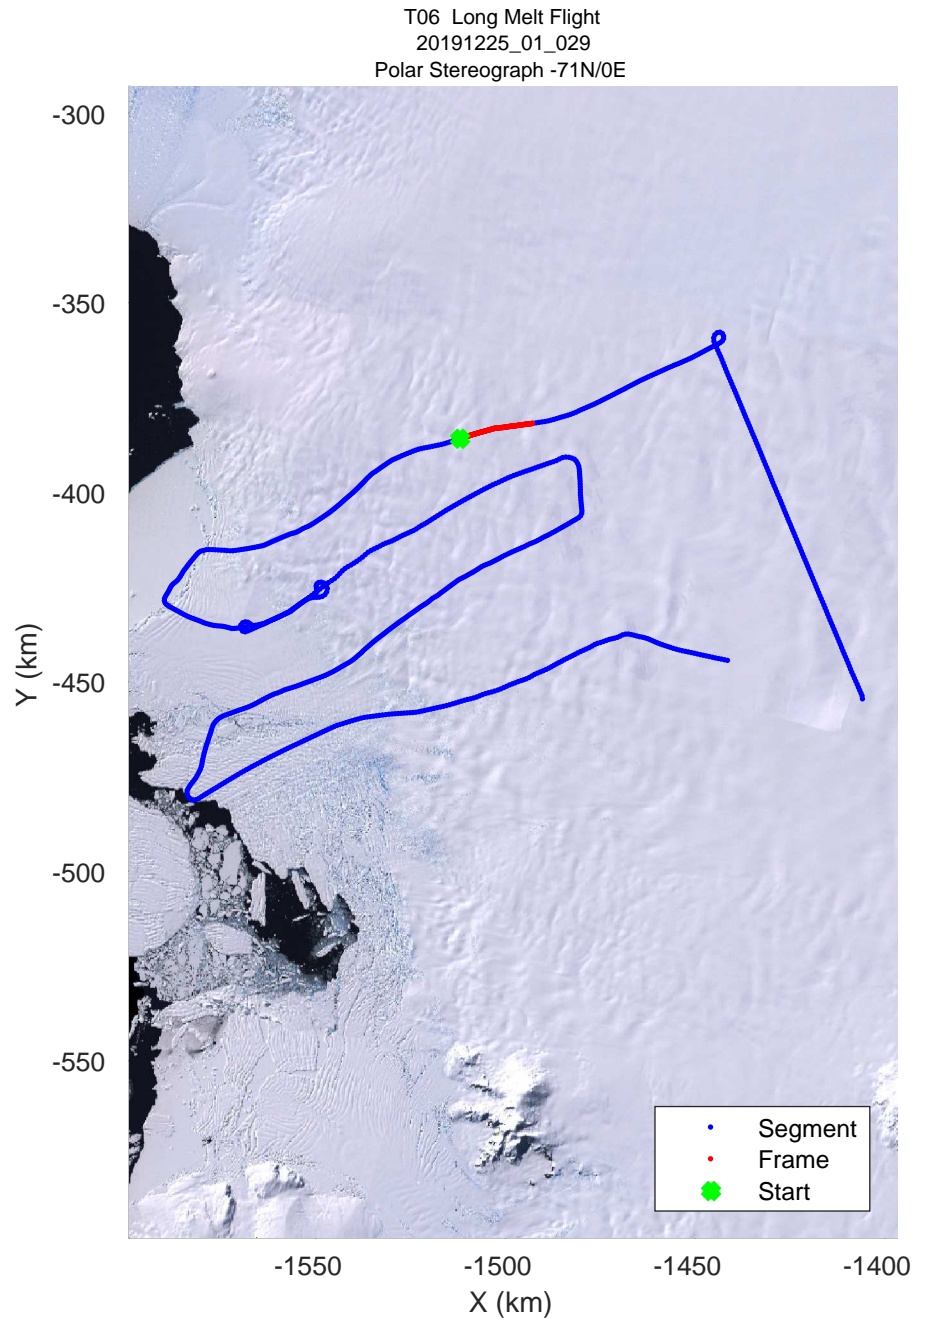 T06 Long Melt Flight
20191225_01_029
Polar Stereograph -71N/0E
-300
-350
-400
-450
-500
-550
Y (km)
-1550
-1500
-1450
-1400
X (km)
Segment
Frame
Start